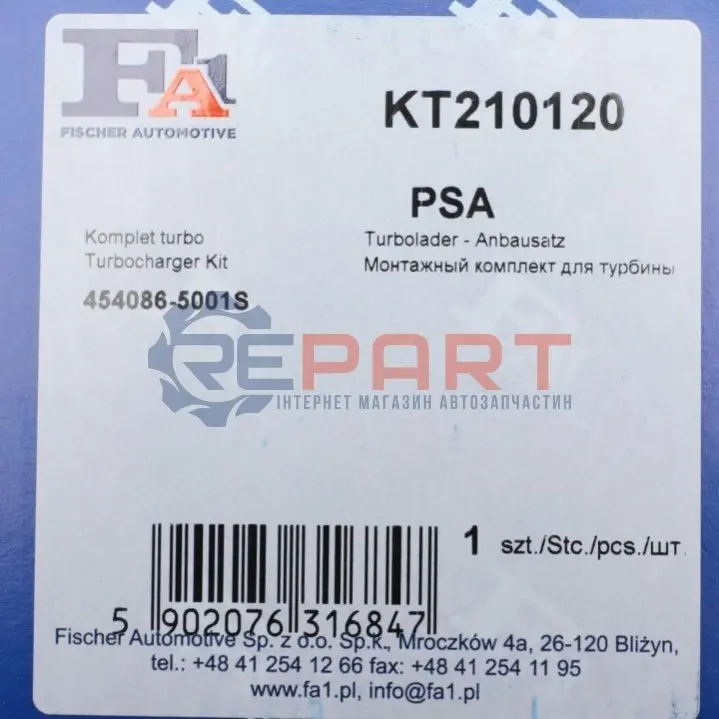 FA1
FISCHER AUTOMOTIVE
KT210120
PSA
Komplet turbo
Turbocharger Kit
454086-5001S
Turbolader - Anbausatz
Монтажный комплект для турбины
REPART
ІНТЕРНЕТ МАГАЗИН АВТОЗАПЧАСТИН
1 szt./Stc./pcs./шт.
5 902076 316847
Fischer Automotive Sp. z o.o. Sp.k., Mroczków 4a, 26-120 Bliżyn,
tel.: +48 41 254 12 66 fax: +48 41 254 11 95
www.fa1.pl, info@fa1.pl